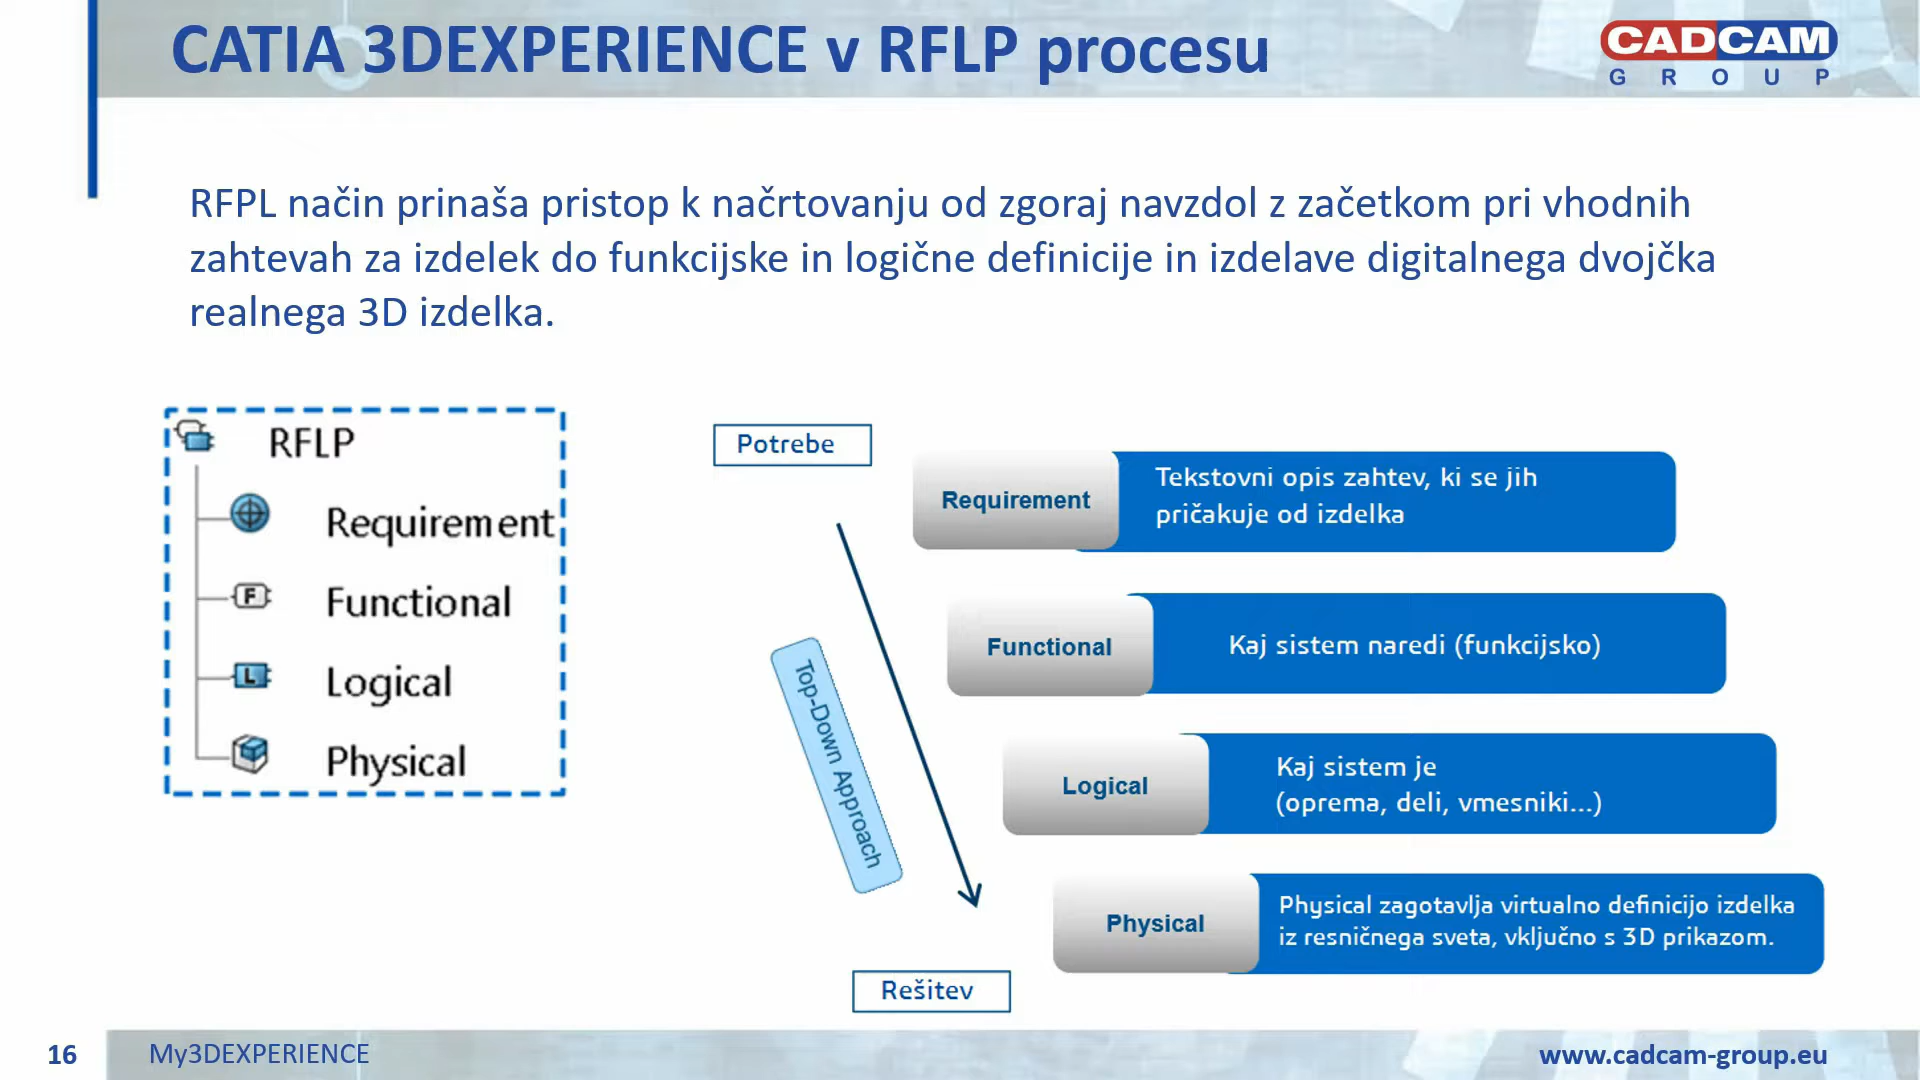 CATIA 3DEXPERIENCE v RFLP procesu
CADCAM
GROUP
RFPL način prinaša pristop k načrtovanju od zgoraj navzdol z začetkom pri vhodnih
zahtevah za izdelek do funkcijske in logične definicije in izdelave digitalnega dvojčka
realnega 3D izdelka.
RFLP
Requirement
F
Functional
L
Logical
Physical
Potrebe
Top-Down Approach
Rešitev
Requirement
Tekstovni opis zahtev, ki se jih
pričakuje od izdelka
Functional
Kaj sistem naredi (funkcijsko)
Logical
Kaj sistem je
(oprema, deli, vmesniki...)
Physical
Physical zagotavlja virtualno definicijo izdelka
iz resničnega sveta, vključno s 3D prikazom.
16
My3DEXPERIENCE
www.cadcam-group.eu